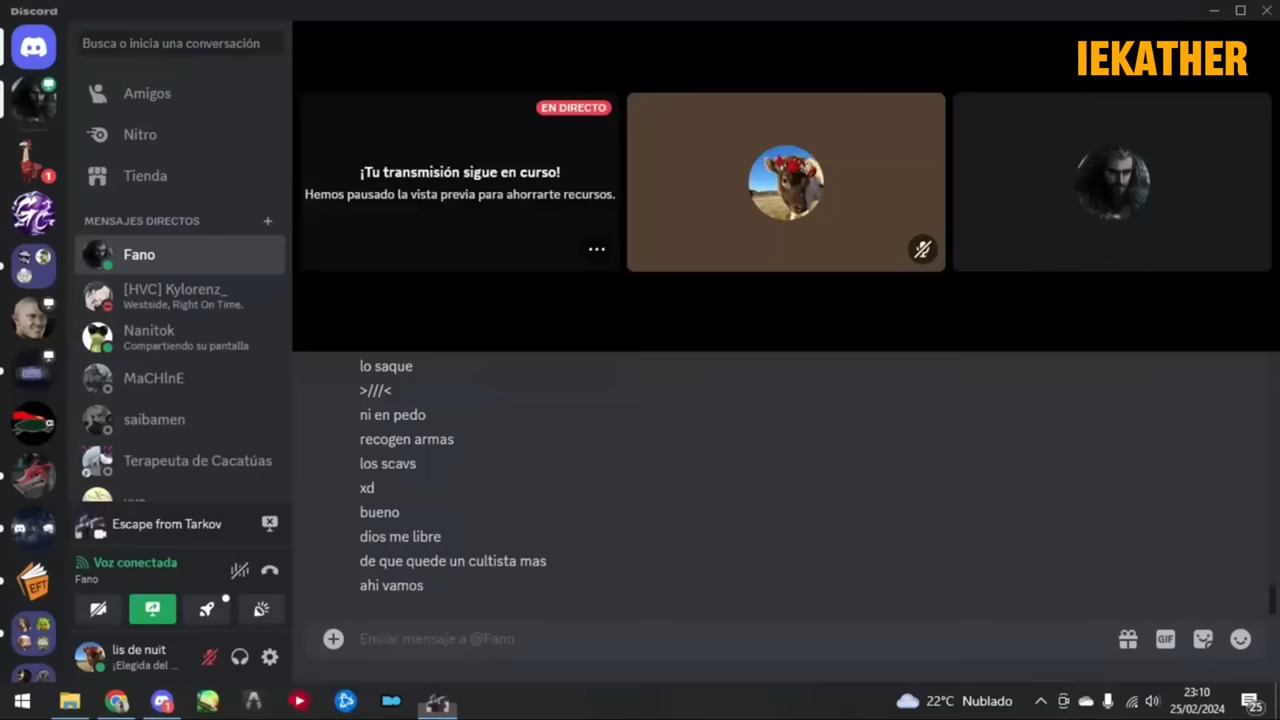 Discord
Busca o inicia una conversación
IEKATHER
Amigos
Nitro
Tienda
MENSAJES DIRECTOS
Fano
[HVC] Kylorenz_
Westside, Right On Time.
Nanitok
Compartiendo su pantalla
MaCHlnE
saibamen
Terapeuta de Cacatúas
Escape from Tarkov
Voz conectada
Fano
lis de nuit
¡Elegida del ...
EN DIRECTO
¡Tu transmisión sigue en curso!
Hemos pausado la vista previa para ahorrarte recursos.
lo saque
>///<
ni en pedo
recogen armas
los scavs
xd
bueno
dios me libre
de que quede un cultista mas
ahi vamos
Enviar mensaje a @Fano
GIF
1
EFT
22°C Nublado
23:10
25/02/2024
25